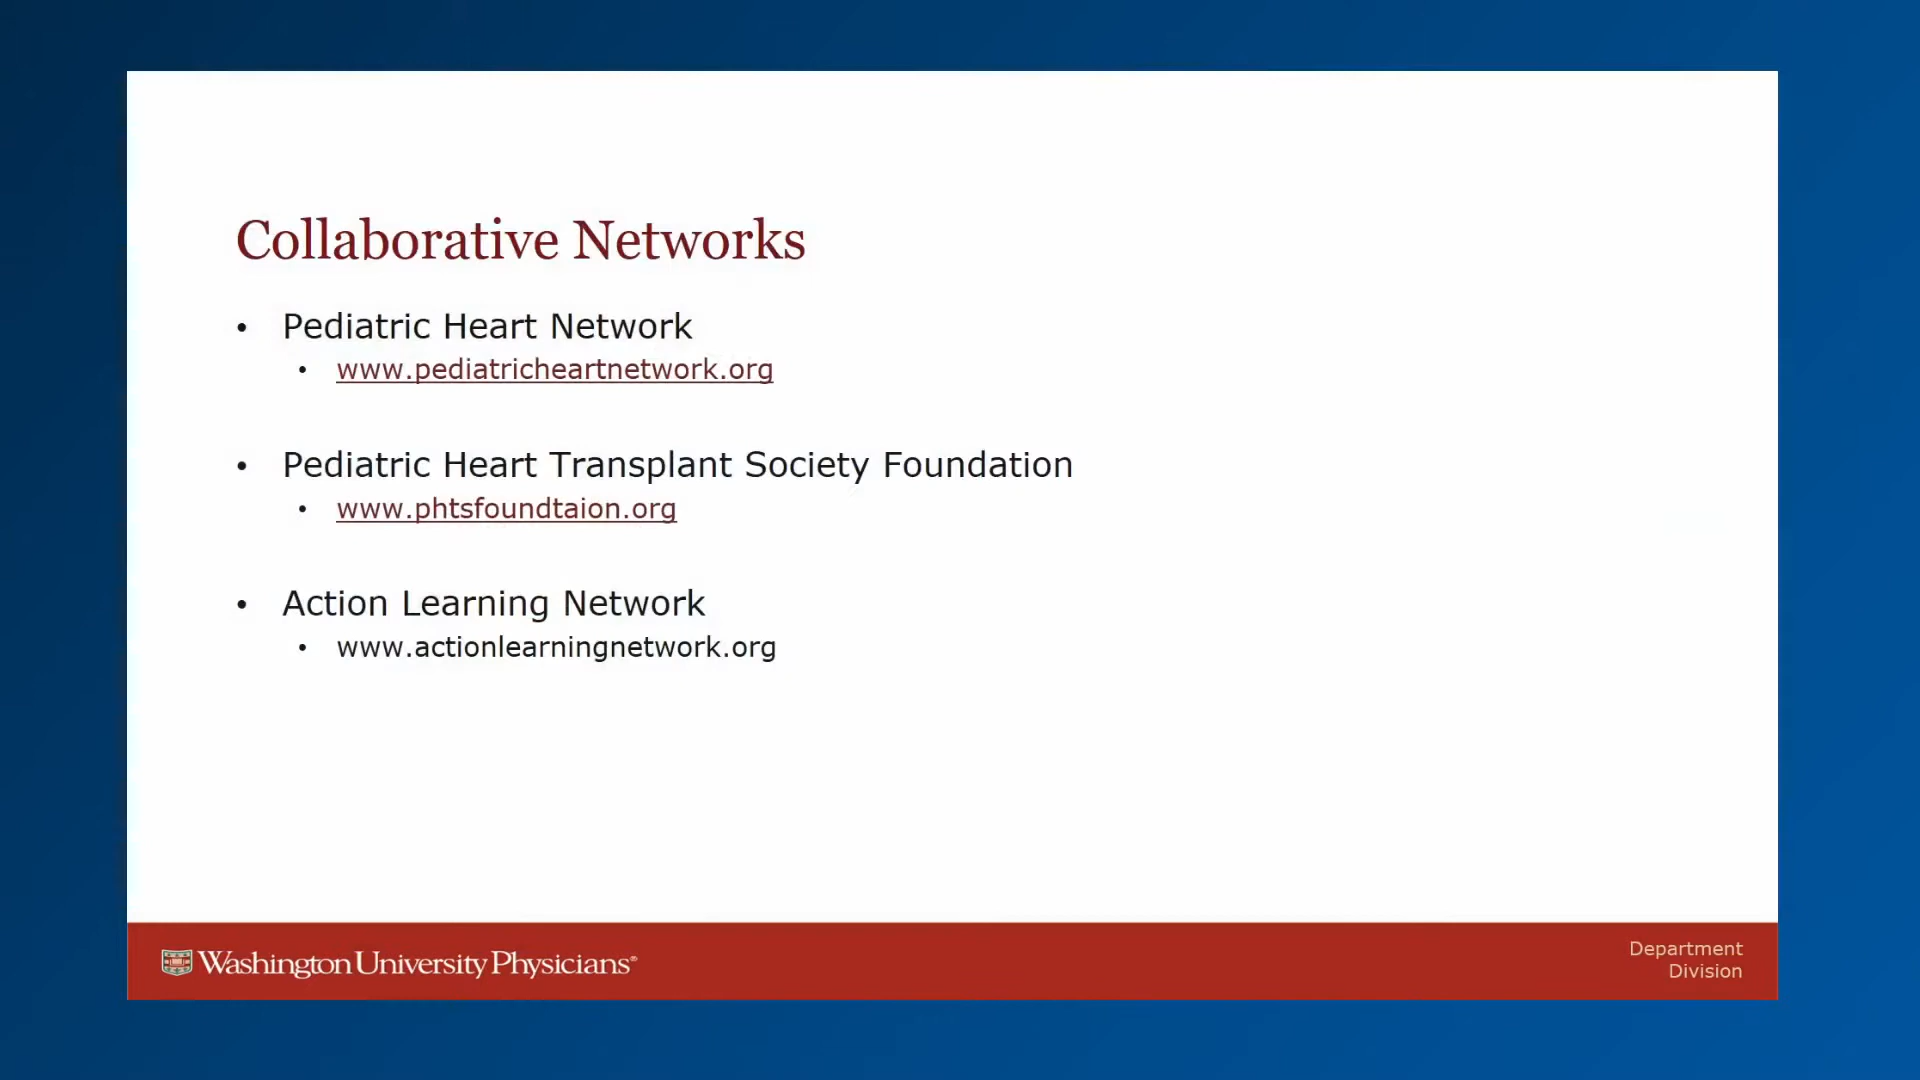 Collaborative Networks
• Pediatric Heart Network
• www.pediatricheartnetwork.org
• Pediatric Heart Transplant Society Foundation
• www.phtsfoundtaion.org
• Action Learning Network
• www.actionlearningnetwork.org
Washington University Physicians®
Department
Division